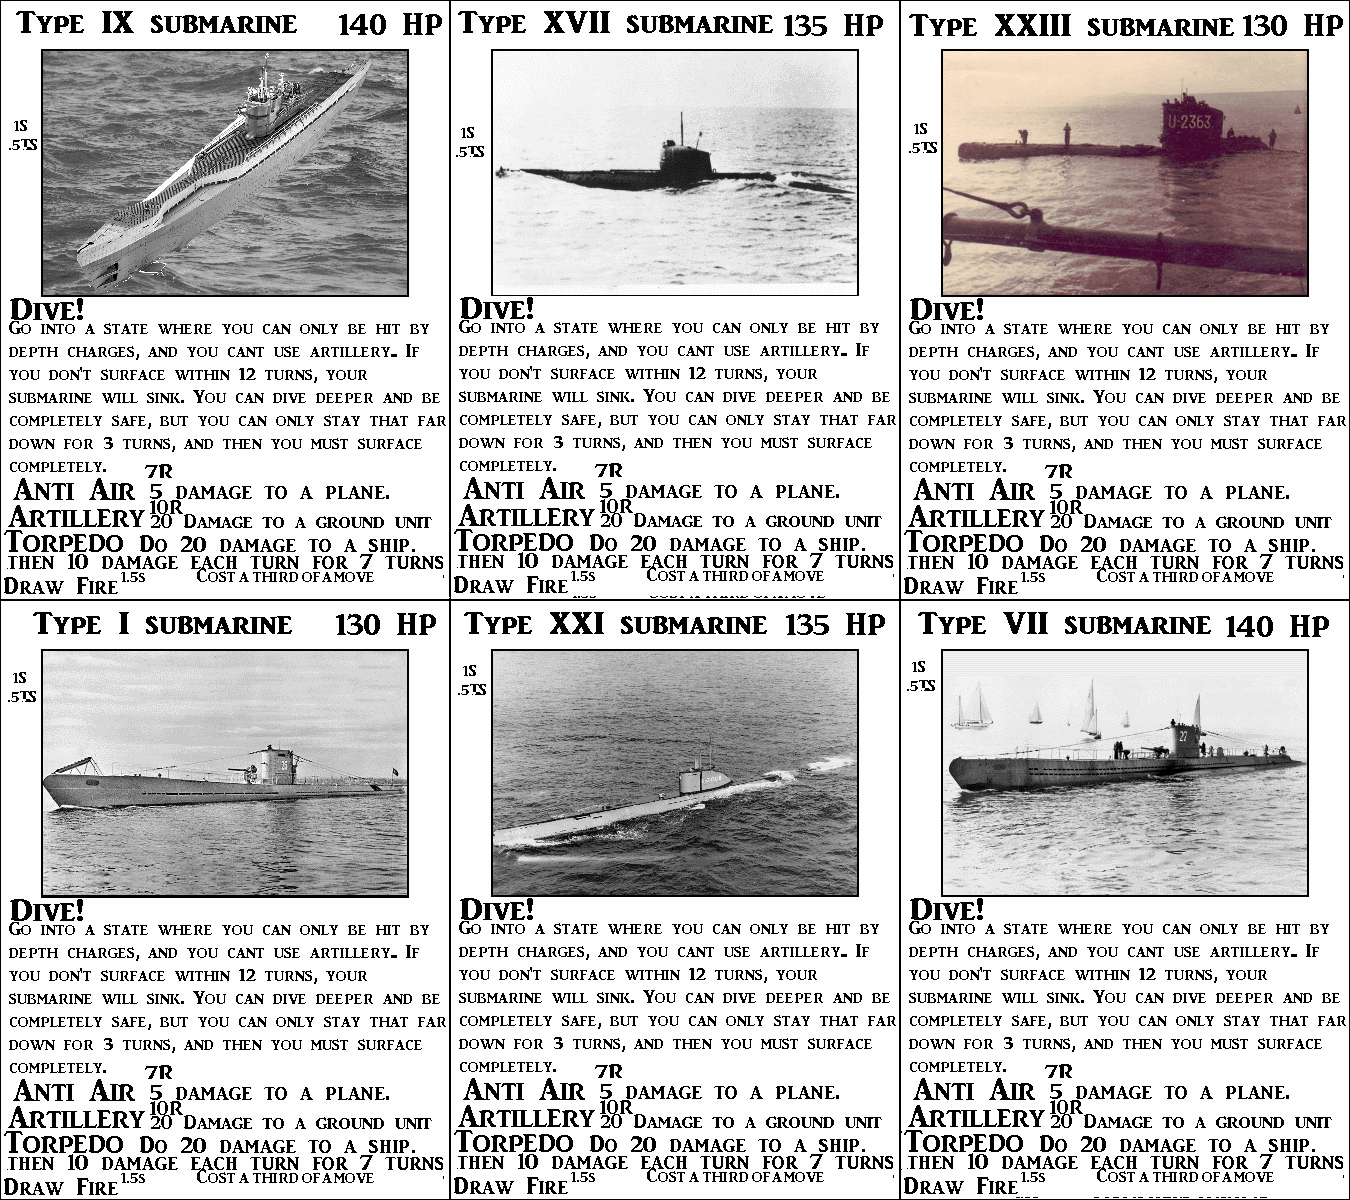 Type IX submarine 140 HP
1S
.5TS
Dive!
Go into a state where you can only be hit by
depth charges, and you cant use artillery. If
you don't surface within 12 turns, your
submarine will sink. You can dive deeper and be
completely safe, but you can only stay that far
down for 3 turns, and then you must surface
completely.
7R
Anti Air 5 damage to a plane.
10R
Artillery 20 Damage to a ground unit
Torpedo Do 20 damage to a ship.
then 10 damage each turn for 7 turns
Draw Fire 1.5s Cost a third of a move
Type XVII submarine 135 HP
1S
.5TS
Dive!
Go into a state where you can only be hit by
depth charges, and you cant use artillery. If
you don't surface within 12 turns, your
submarine will sink. You can dive deeper and be
completely safe, but you can only stay that far
down for 3 turns, and then you must surface
completely.
7R
Anti Air 5 damage to a plane.
10R
Artillery 20 Damage to a ground unit
Torpedo Do 20 damage to a ship.
then 10 damage each turn for 7 turns
Draw Fire 1.5s Cost a third of a move
Type XXIII submarine 130 HP
1S
.5TS
U-2363
Dive!
Go into a state where you can only be hit by
depth charges, and you cant use artillery. If
you don't surface within 12 turns, your
submarine will sink. You can dive deeper and be
completely safe, but you can only stay that far
down for 3 turns, and then you must surface
completely.
7R
Anti Air 5 damage to a plane.
10R
Artillery 20 Damage to a ground unit
Torpedo Do 20 damage to a ship.
then 10 damage each turn for 7 turns
Draw Fire 1.5s Cost a third of a move
Type I submarine 130 HP
1S
.5TS
25
Dive!
Go into a state where you can only be hit by
depth charges, and you cant use artillery. If
you don't surface within 12 turns, your
submarine will sink. You can dive deeper and be
completely safe, but you can only stay that far
down for 3 turns, and then you must surface
completely.
7R
Anti Air 5 damage to a plane.
10R
Artillery 20 Damage to a ground unit
Torpedo Do 20 damage to a ship.
then 10 damage each turn for 7 turns
Draw Fire 1.5s Cost a third of a move
Type XXI submarine 135 HP
1S
.5TS
Dive!
Go into a state where you can only be hit by
depth charges, and you cant use artillery. If
you don't surface within 12 turns, your
submarine will sink. You can dive deeper and be
completely safe, but you can only stay that far
down for 3 turns, and then you must surface
completely.
7R
Anti Air 5 damage to a plane.
10R
Artillery 20 Damage to a ground unit
Torpedo Do 20 damage to a ship.
then 10 damage each turn for 7 turns
Draw Fire 1.5s Cost a third of a move
Type VII submarine 140 HP
1S
.5TS
27
Dive!
Go into a state where you can only be hit by
depth charges, and you cant use artillery. If
you don't surface within 12 turns, your
submarine will sink. You can dive deeper and be
completely safe, but you can only stay that far
down for 3 turns, and then you must surface
completely.
7R
Anti Air 5 damage to a plane.
10R
Artillery 20 Damage to a ground unit
Torpedo Do 20 damage to a ship.
then 10 damage each turn for 7 turns
Draw Fire 1.5s Cost a third of a move